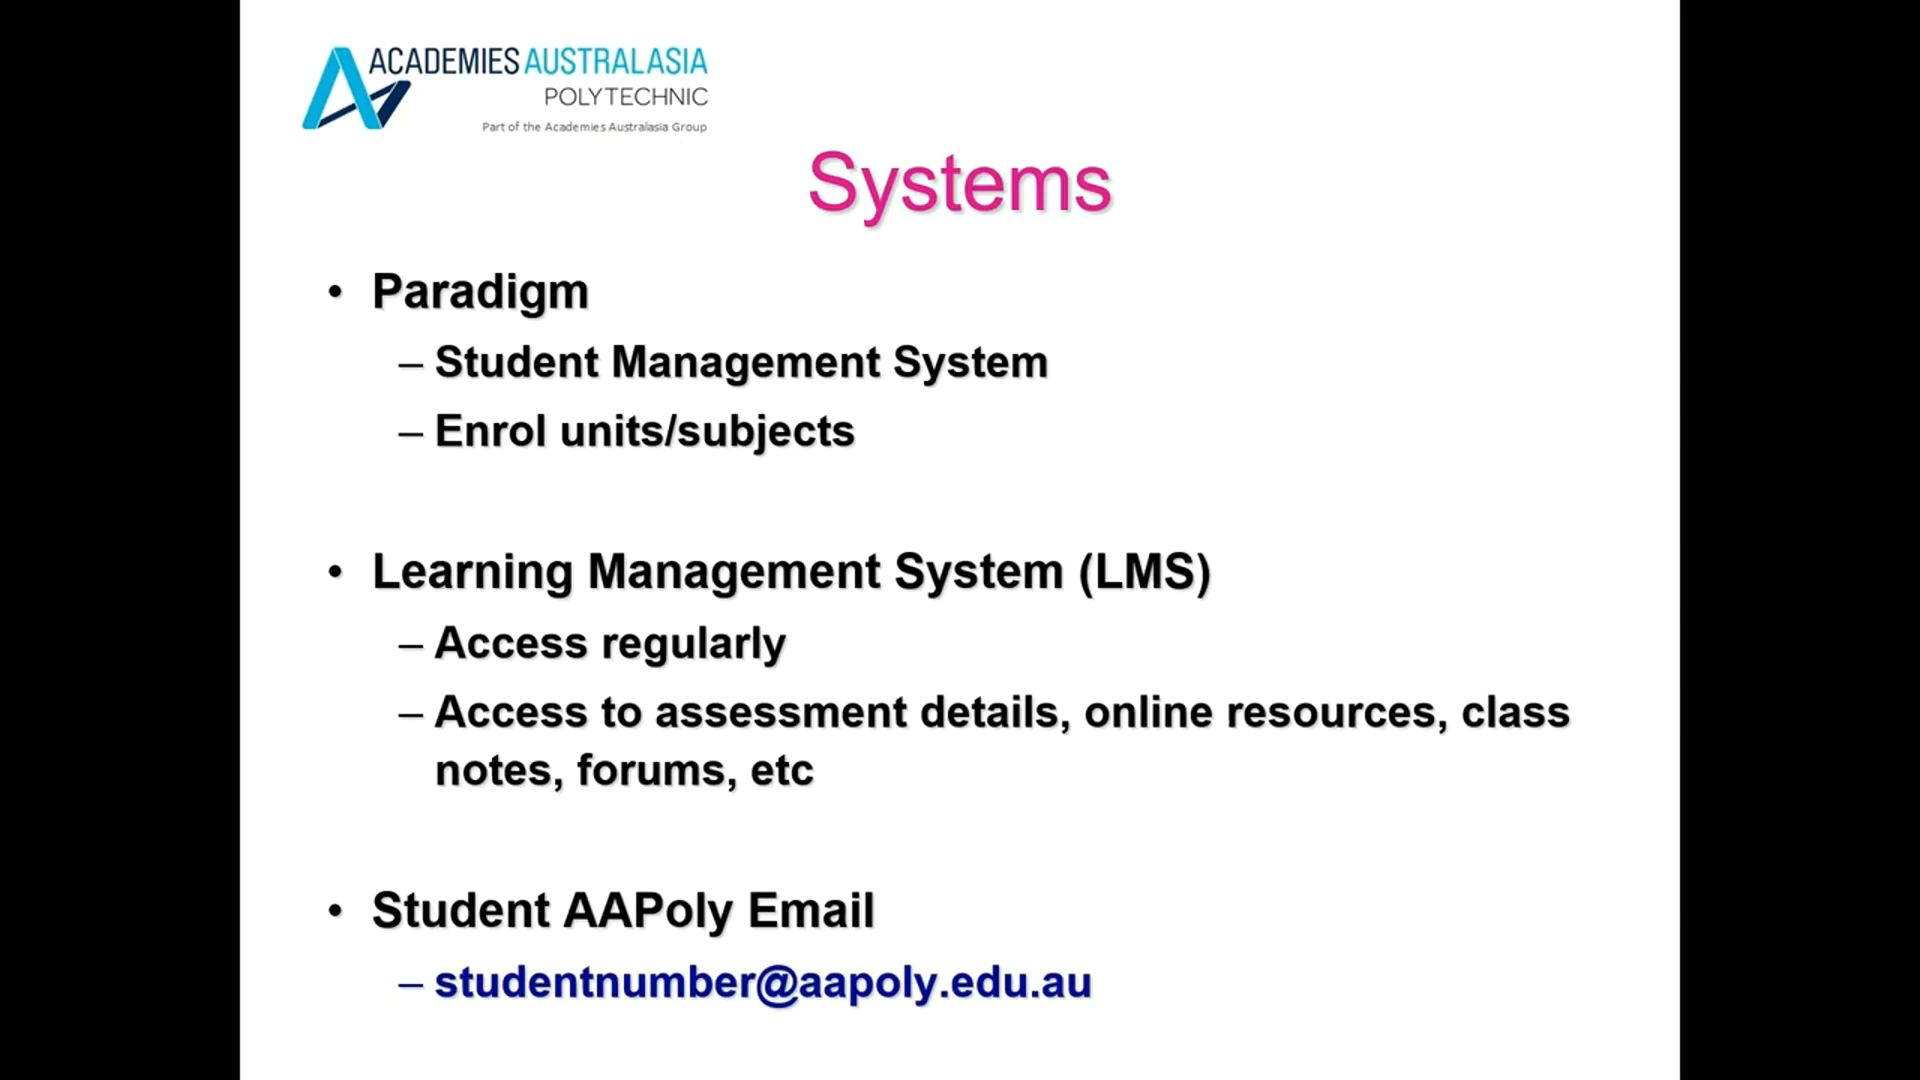 ACADEMIES AUSTRALASIA
POLYTECHNIC
Part of the Academies Australasia Group
Systems
• Paradigm
– Student Management System
– Enrol units/subjects
• Learning Management System (LMS)
– Access regularly
– Access to assessment details, online resources, class
notes, forums, etc
• Student AAPoly Email
– studentnumber@aapoly.edu.au